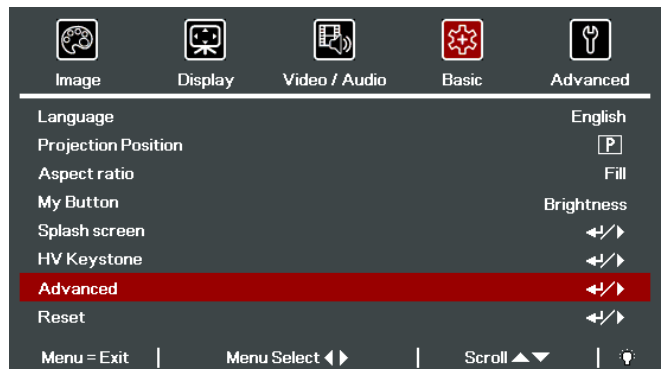 Image Display Video / Audio Basic Advanced
Language English
Projection Position P
Aspect ratio Fill
My Button Brightness
Splash screen
HV Keystone
Advanced
Reset
Menu = Exit | Menu Select | Scroll |